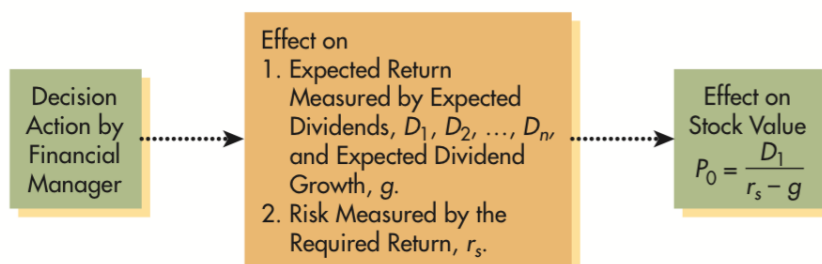 Decision
Action by
Financial
Manager
Effect on
1. Expected Return
Measured by Expected
Dividends, D₁, D₂, …, Dₙ,
and Expected Dividend
Growth, g.
2. Risk Measured by the
Required Return, rₛ.
Effect on
Stock Value
P₀ = D₁ / (rₛ – g)